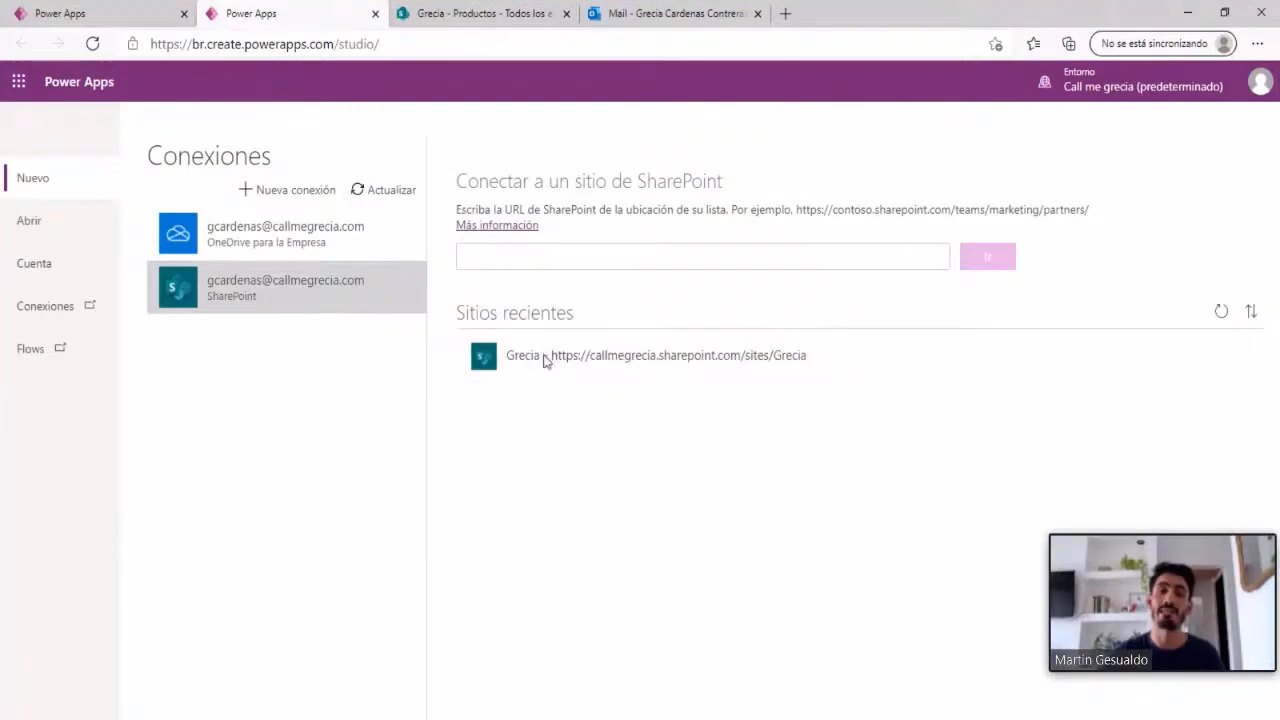 Power Apps
Power Apps
Grecia - Productos - Todos los e
Mail - Grecia Cardenas Contrera
https://br.create.powerapps.com/studio/
No se está sincronizando
Power Apps
Entorno
Call me grecia (predeterminado)
Nuevo
Abrir
Cuenta
Conexiones
Flows
Conexiones
Nueva conexión
Actualizar
gcardenas@callmegrecia.com
OneDrive para la Empresa
gcardenas@callmegrecia.com
SharePoint
Conectar a un sitio de SharePoint
Escriba la URL de SharePoint de la ubicación de su lista. Por ejemplo, https://contoso.sharepoint.com/teams/marketing/partners/
Más información
Ir
Sitios recientes
Grecia - https://callmegrecia.sharepoint.com/sites/Grecia
Martin Gesualdo